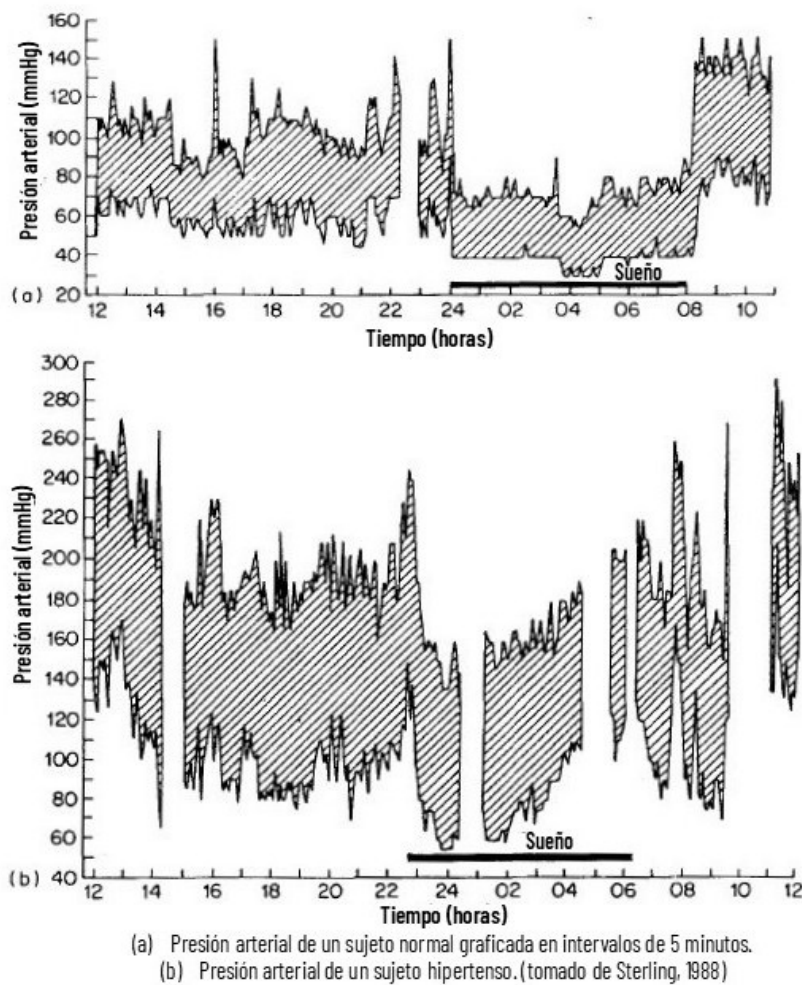 160
140
120
100
80
60
40
20
Presión arterial (mmHg)
(a)
Sueño
12 14 16 18 20 22 24 02 04 06 08 10
Tiempo (horas)
300
280
260
240
220
200
180
160
140
120
100
80
60
40
Presión arterial (mmHg)
(b)
Sueño
12 14 16 18 20 22 24 02 04 06 08 10 12
Tiempo (horas)
(a) Presión arterial de un sujeto normal graficada en intervalos de 5 minutos.
(b) Presión arterial de un sujeto hipertenso. (tomado de Sterling, 1988)